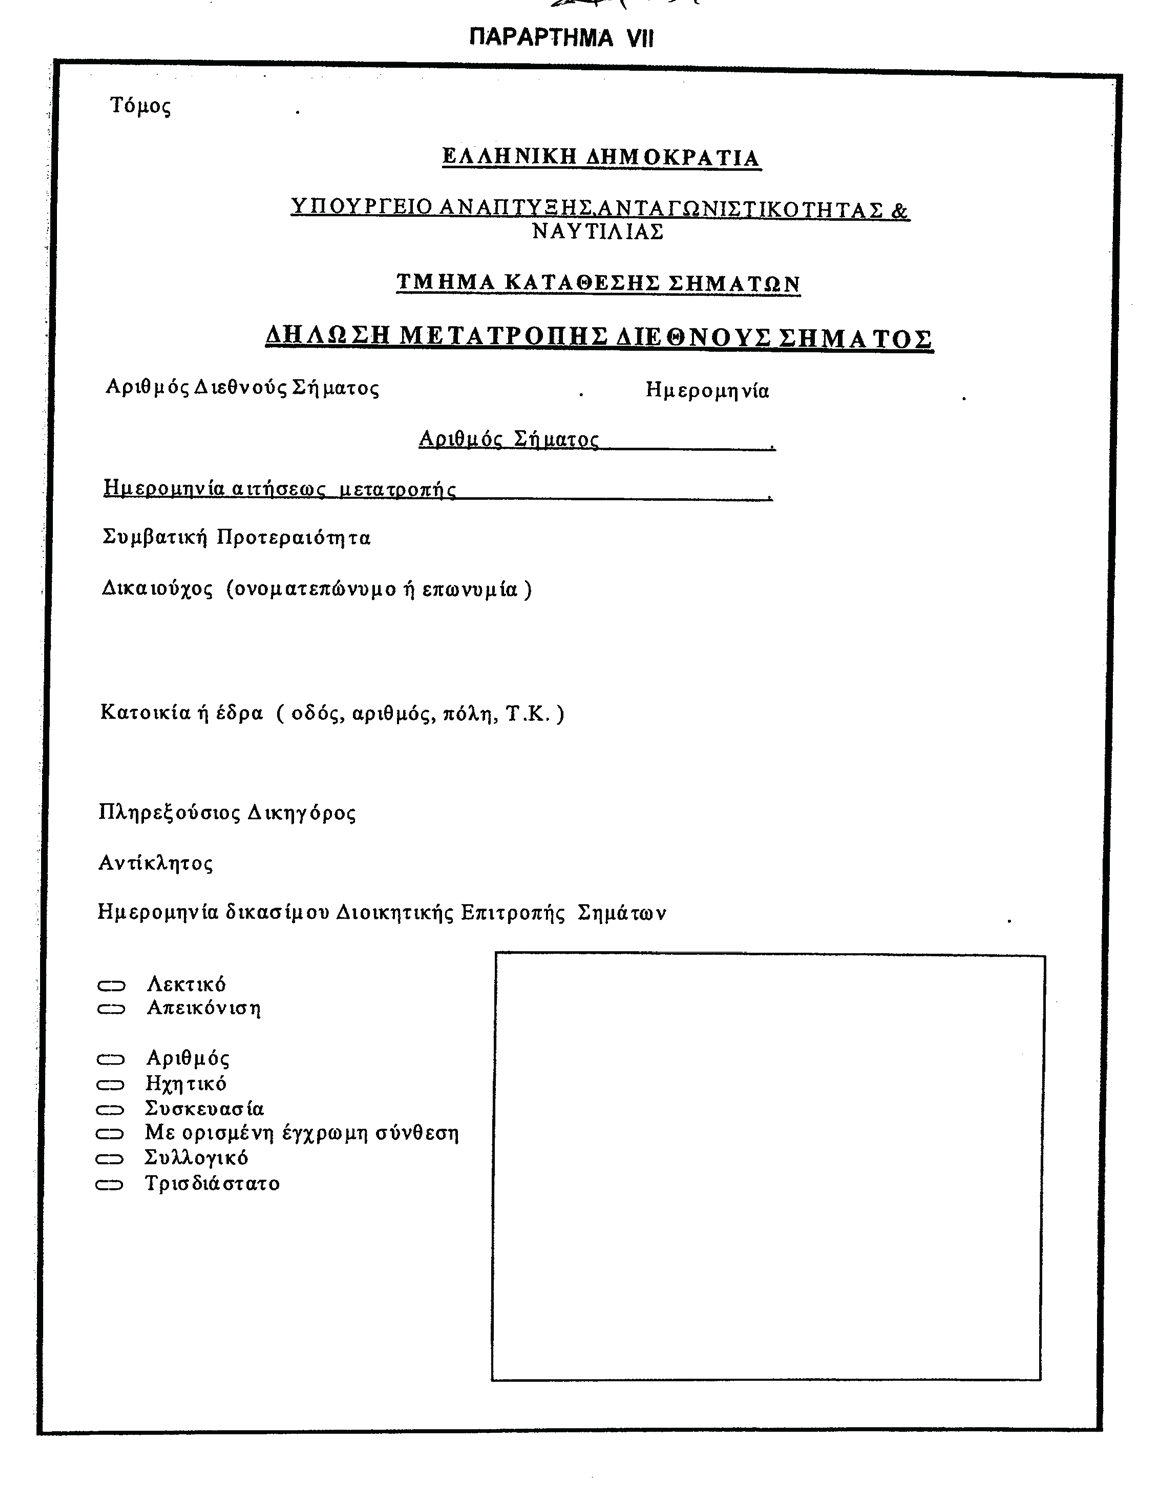 ΠΑΡΑΡΤΗΜΑ VII
Τόμος .
ΕΛΛΗΝΙΚΗ ΔΗΜΟΚΡΑΤΙΑ
ΥΠΟΥΡΓΕΙΟ ΑΝΑΠΤΥΞΗΣ,ΑΝΤΑΓΩΝΙΣΤΙΚΟΤΗΤΑΣ &
ΝΑΥΤΙΛΙΑΣ
ΤΜΗΜΑ ΚΑΤΑΘΕΣΗΣ ΣΗΜΑΤΩΝ
ΔΗΛΩΣΗ ΜΕΤΑΤΡΟΠΗΣ ΔΙΕΘΝΟΥΣ ΣΗΜΑΤΟΣ
Αριθμός Διεθνούς Σήματος . Ημερομηνία .
Αριθμός Σήματος .
Ημερομηνία αιτήσεως μετατροπής .
Συμβατική Προτεραιότητα
Δικαιούχος (ονοματεπώνυμο ή επωνυμία )
Κατοικία ή έδρα ( οδός, αριθμός, πόλη, Τ.Κ. )
Πληρεξούσιος Δικηγόρος
Αντίκλητος
Ημερομηνία δικασίμου Διοικητικής Επιτροπής Σημάτων .
Λεκτικό
Απεικόνιση
Αριθμός
Ηχητικό
Συσκευασία
Με ορισμένη έγχρωμη σύνθεση
Συλλογικό
Τρισδιάστατο